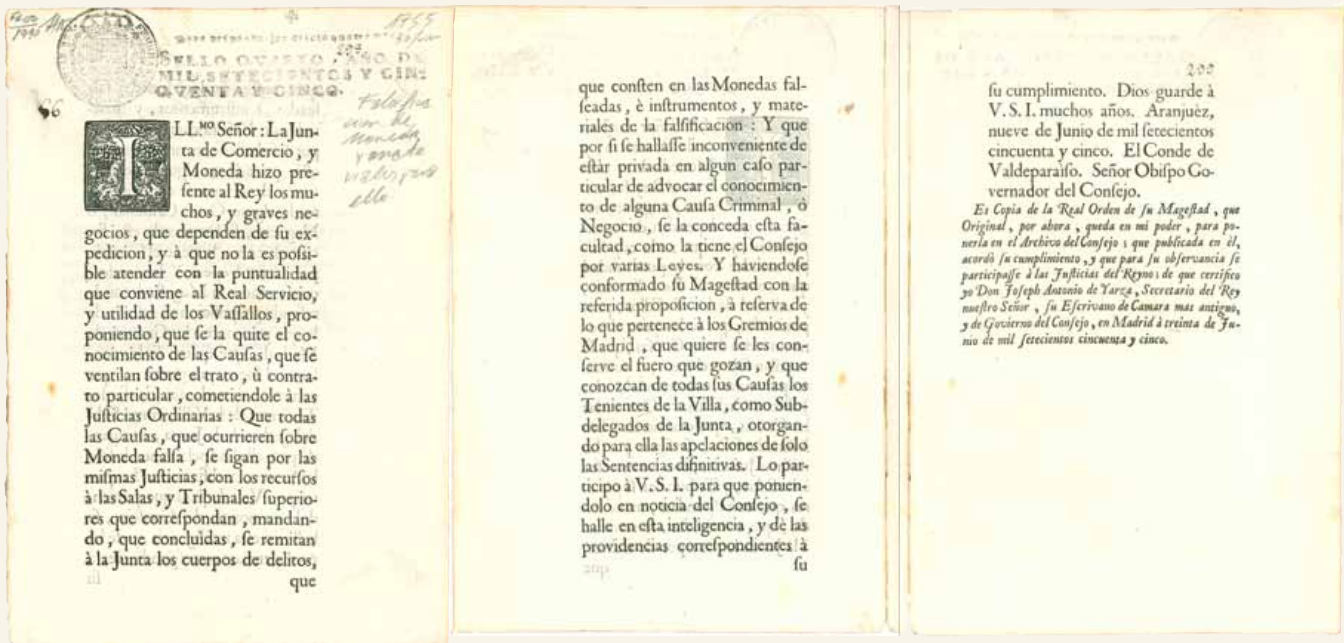 1755
SELLO QVARTO, AÑO DE
MIL SETECIENTOS Y CIN-
QVENTA Y CINCO.
Falsifica
cion de
Moneda
66
ILL.MO Señor: La Jun-
ta de Comercio, y
Moneda hizo pre-
ſente al Rey los mu-
chos, y graves ne-
gocios, que dependen de ſu ex-
pedicion, y à que no la es poſsi-
ble atender con la puntualidad
que conviene al Real Servicio,
y utilidad de los Vaſſallos, pro-
poniendo, que ſe la quite el co-
nocimiento de las Cauſas, que ſe
ventilan ſobre el trato, ù contra-
to particular, cometiendole à las
Juſticias Ordinarias: Que todas
las Cauſas, que ocurrieren ſobre
Moneda falſa, ſe ſigan por las
miſmas Juſticias, con los recurſos
à las Salas, y Tribunales ſuperio-
res que correſpondan, mandan-
do, que concluìdas, ſe remitan
à la Junta los cuerpos de delitos,
que
que conſten en las Monedas fal-
ſeadas, è inſtrumentos, y mate-
riales de la falſificacion: Y que
por ſi ſe hallaſſe inconveniente de
eſtàr privada en algun caſo par-
ticular de advocar el conocimien-
to de alguna Cauſa Criminal, ò
Negocio, ſe la conceda eſta fa-
cultad, como la tiene el Conſejo
por varias Leyes. Y haviendoſe
conformado ſu Mageſtad con la
referida propoſicion, à reſerva de
lo que pertenece à los Gremios de
Madrid, que quiere ſe les con-
ſerve el fuero que gozan, y que
conozcan de todas ſus Cauſas los
Tenientes de la Villa, como Sub-
delegados de la Junta, otorgan-
do para ella las apelaciones de ſolo
las Sentencias difinitivas. Lo par-
ticipo à V. S. I. para que ponien-
dolo en noticia del Conſejo, ſe
halle en eſta inteligencia, y dè las
providencias correſpondientes à
ſu
ſu cumplimiento. Dios guarde à
V. S. I. muchos años. Aranjuèz,
nueve de Junio de mil ſetecientos
cincuenta y cinco. El Conde de
Valdeparaìſo. Señor Obiſpo Go-
vernador del Conſejo.
Es Copia de la Real Orden de ſu Mageſtad, que
Original, por ahora, queda en mi poder, para po-
nerla en el Archivo del Conſejo; que publicada en èl,
acordò ſu cumplimiento, y que para ſu obſervancia ſe
participaſſe à las Juſticias del Reyno; de que certifico
yo Don Joſeph Antonio de Yarza, Secretario del Rey
nueſtro Señor, ſu Eſcrivano de Camara mas antiguo,
y de Govierno del Conſejo, en Madrid à treinta de Ju-
nio de mil ſetecientos cincuenta y cinco.